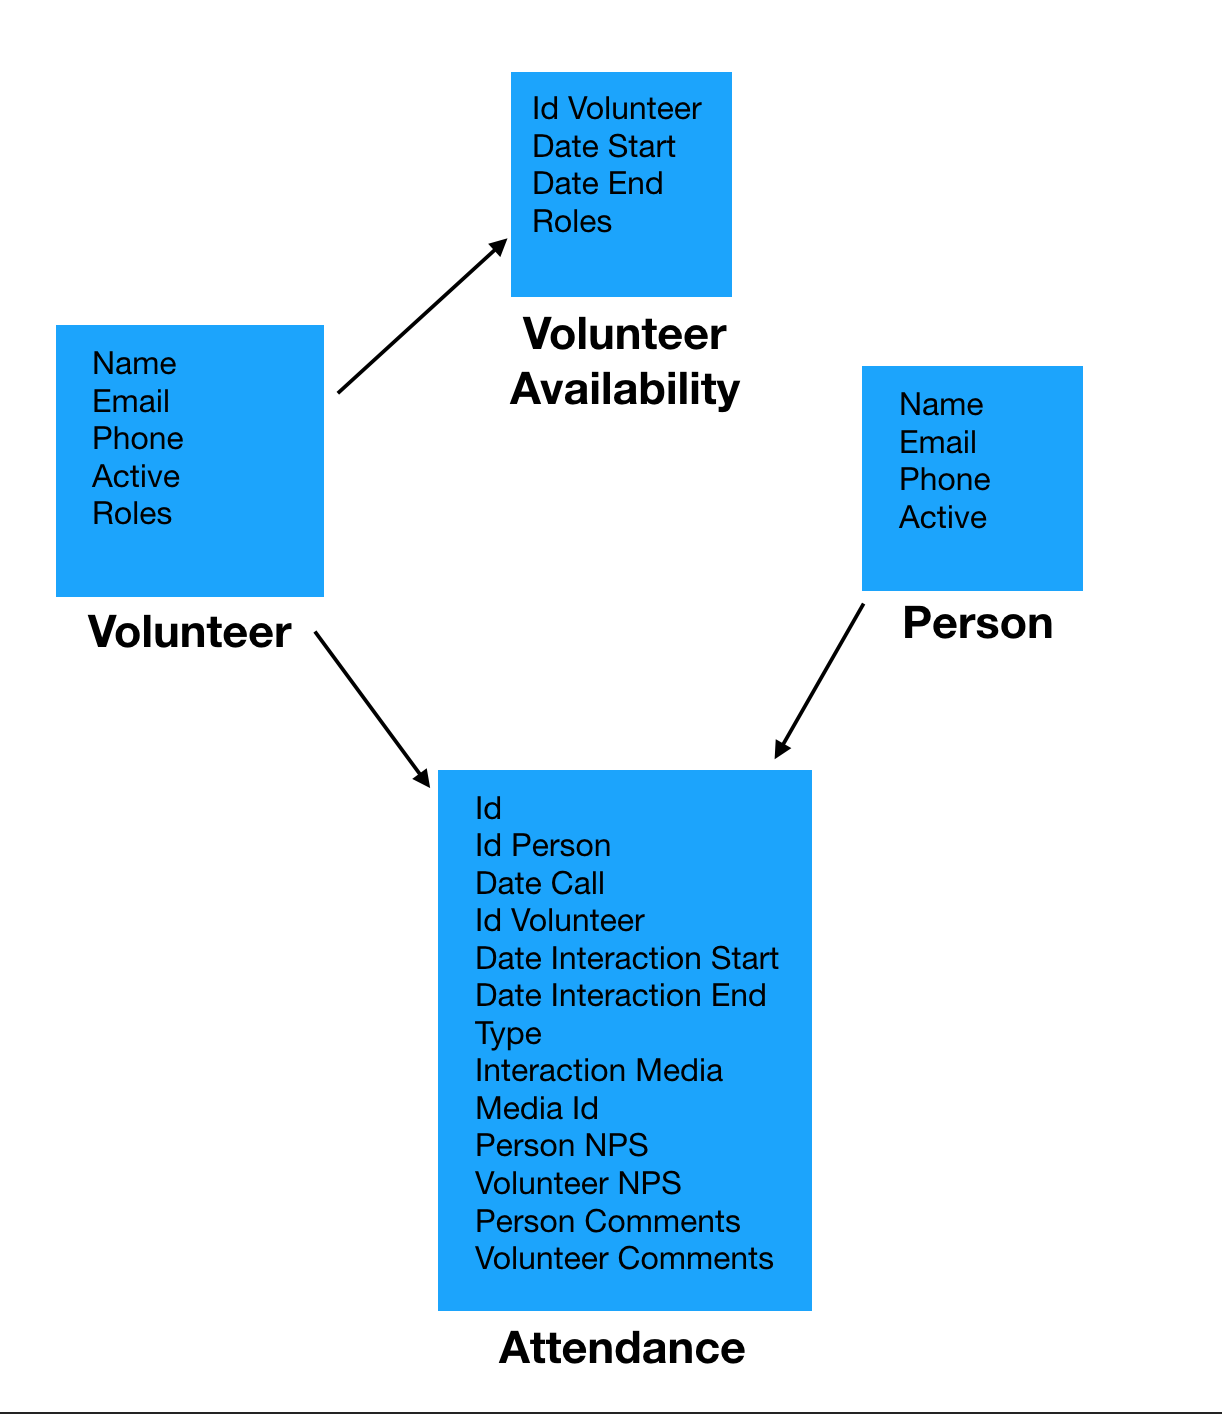 Id Volunteer
Date Start
Date End
Roles
Volunteer
Availability
Name
Email
Phone
Active
Roles
Volunteer
Name
Email
Phone
Active
Person
Id
Id Person
Date Call
Id Volunteer
Date Interaction Start
Date Interaction End
Type
Interaction Media
Media Id
Person NPS
Volunteer NPS
Person Comments
Volunteer Comments
Attendance